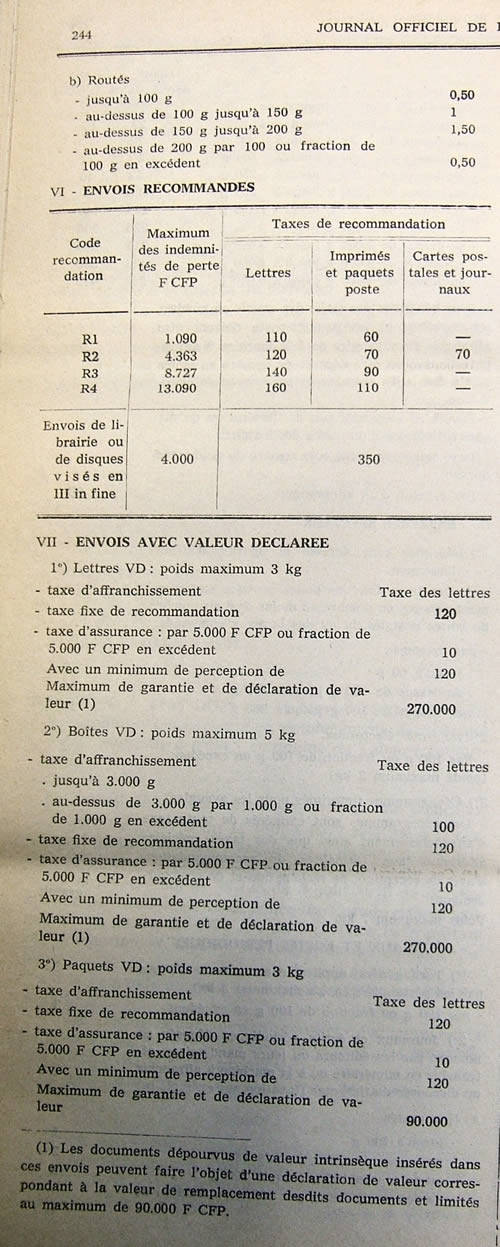 244
JOURNAL OFFICIEL DE
b) Routés
- jusqu'à 100 g 0,50
- au-dessus de 100 g jusqu'à 150 g 1
- au-dessus de 150 g jusqu'à 200 g 1,50
- au-dessus de 200 g par 100 ou fraction de
100 g en excédent 0,50
VI - ENVOIS RECOMMANDES
Code recomman-dation
Maximum des indemni-tés de perte F CFP
Taxes de recommandation
Lettres
Imprimés et paquets poste
Cartes pos-tales et jour-naux
R1 1.090 110 60 —
R2 4.363 120 70 70
R3 8.727 140 90 —
R4 13.090 160 110 —
Envois de li-
brairie ou
de disques 4.000 350
visés en
III in fine
VII - ENVOIS AVEC VALEUR DECLAREE
1°) Lettres VD : poids maximum 3 kg
- taxe d'affranchissement Taxe des lettres
- taxe fixe de recommandation 120
- taxe d'assurance : par 5.000 F CFP ou fraction de
5.000 F CFP en excédent 10
Avec un minimum de perception de 120
Maximum de garantie et de déclaration de va-
leur (1) 270.000
2°) Boîtes VD : poids maximum 5 kg
- taxe d'affranchissement Taxe des lettres
. jusqu'à 3.000 g
. au-dessus de 3.000 g par 1.000 g ou fraction
de 1.000 g en excédent 100
- taxe fixe de recommandation 120
- taxe d'assurance : par 5.000 F CFP ou fraction de
5.000 F CFP en excédent 10
Avec un minimum de perception de 120
Maximum de garantie et de déclaration de va-
leur (1) 270.000
3°) Paquets VD : poids maximum 3 kg
- taxe d'affranchissement Taxe des lettres
- taxe fixe de recommandation 120
- taxe d'assurance : par 5.000 F CFP ou fraction de
5.000 F CFP en excédent 10
Avec un minimum de perception de 120
Maximum de garantie et de déclaration de va-
leur 90.000
(1) Les documents dépourvus de valeur intrinsèque insérés dans
ces envois peuvent faire l'objet d'une déclaration de valeur corres-
pondant à la valeur de remplacement desdits documents et limités
au maximum de 90.000 F CFP.